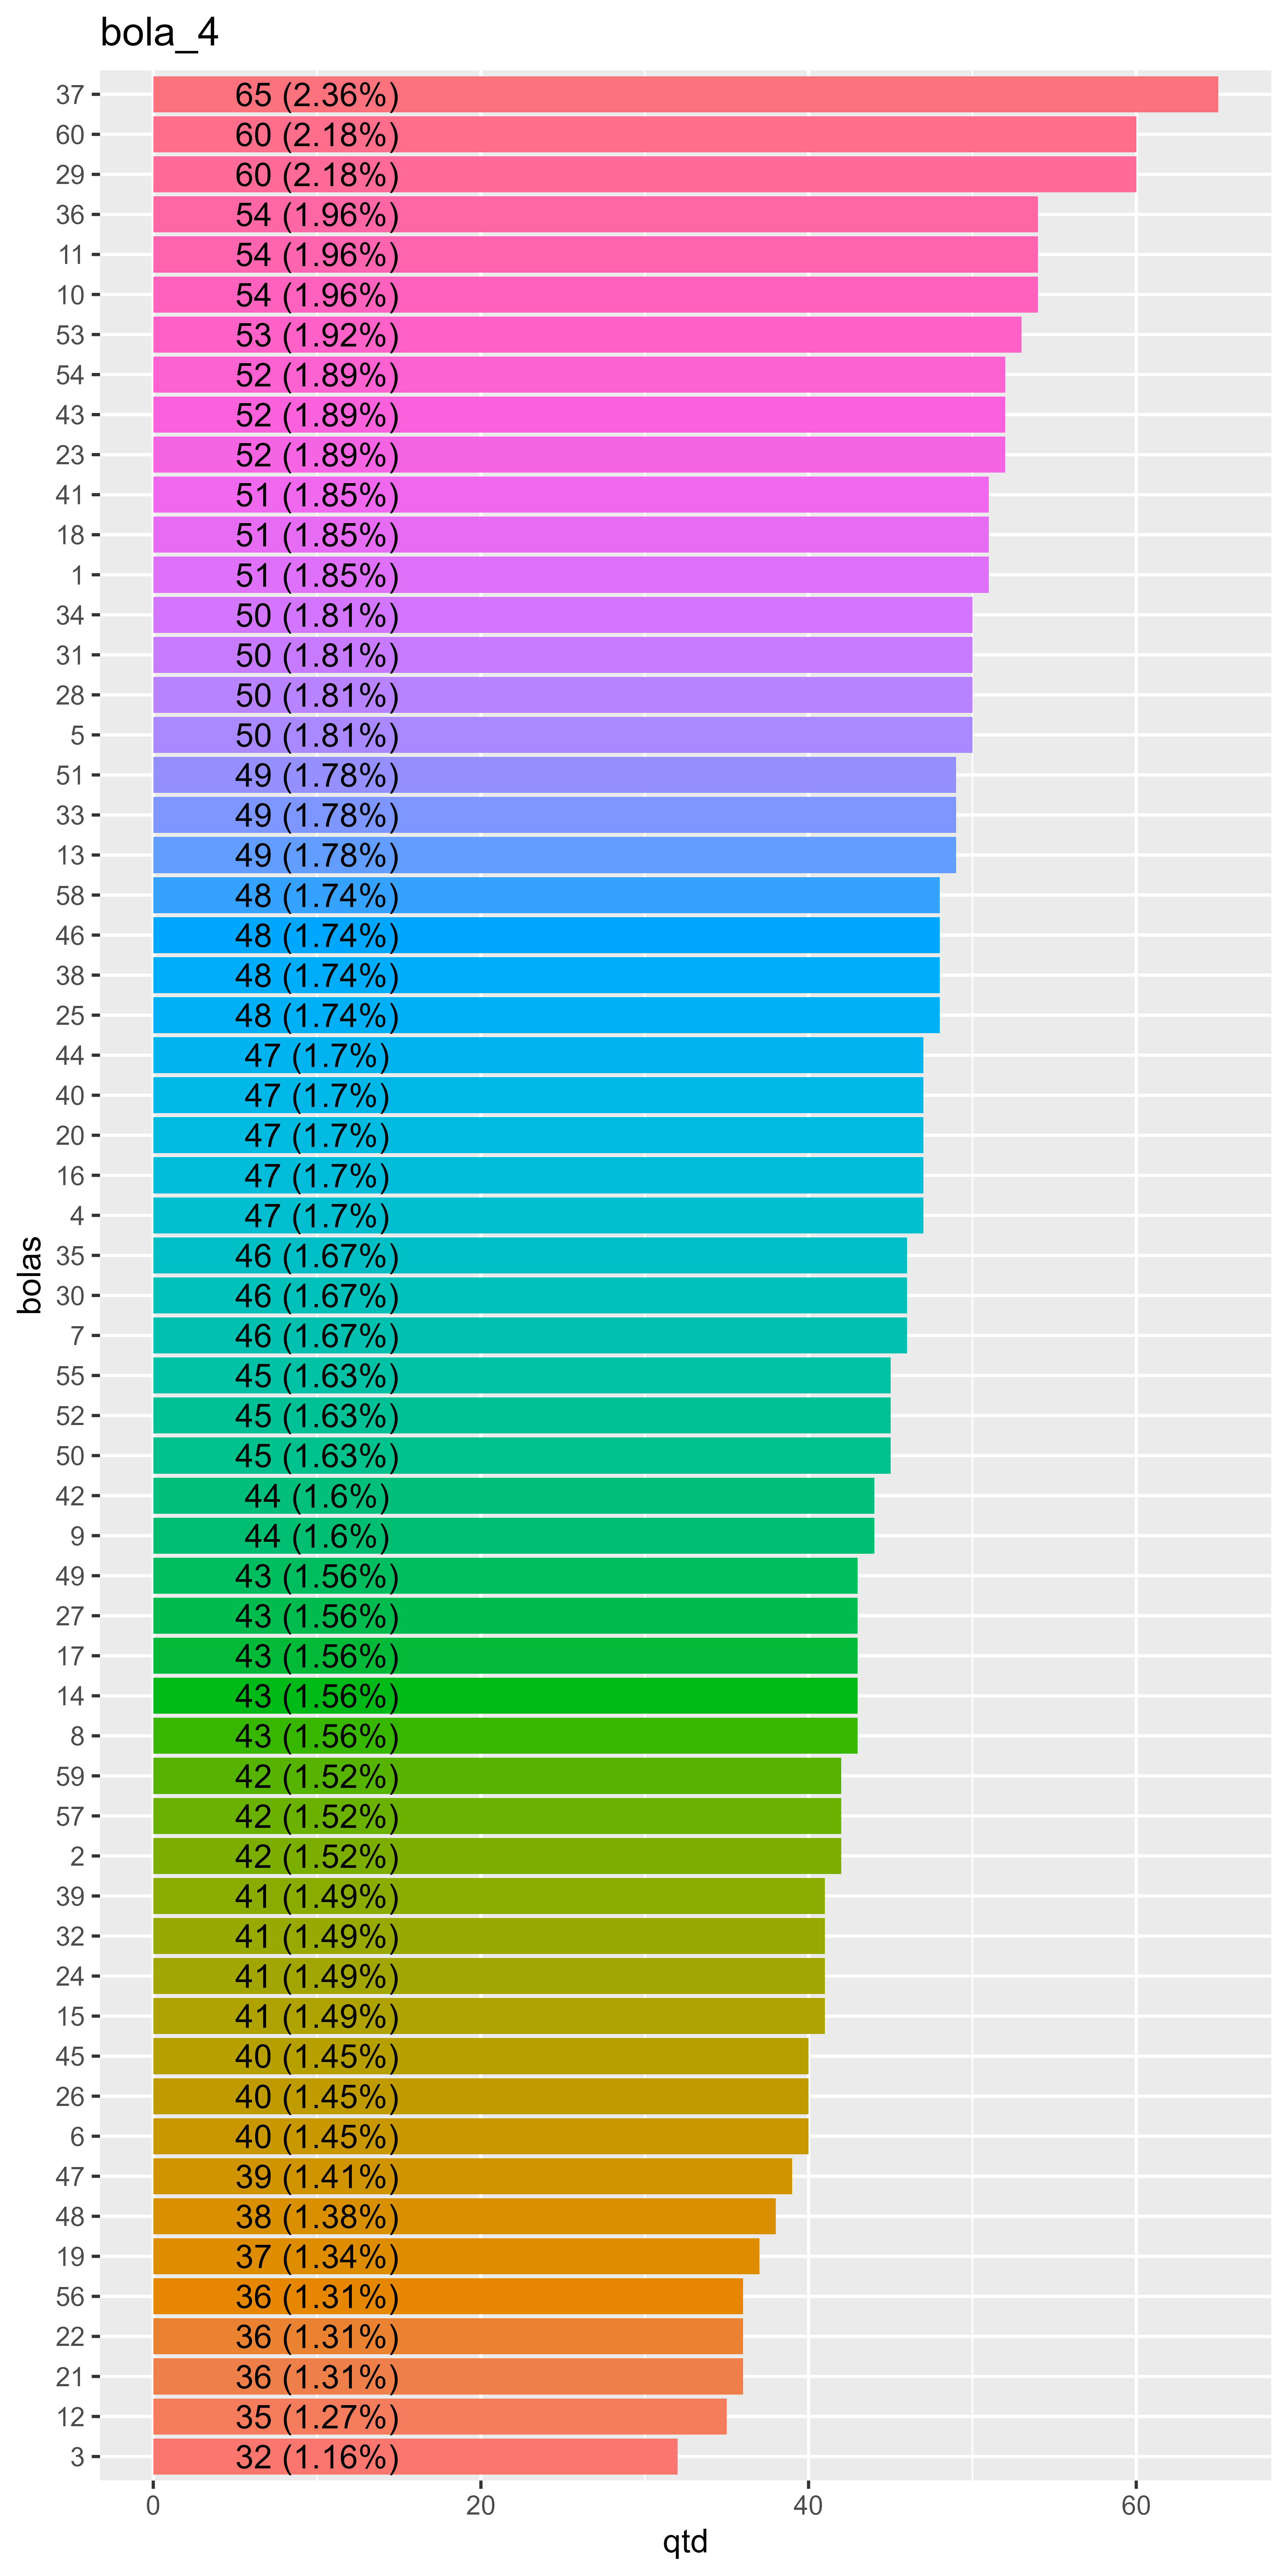 bola_4
37 65 (2.36%)
60 60 (2.18%)
29 60 (2.18%)
36 54 (1.96%)
11 54 (1.96%)
10 54 (1.96%)
53 53 (1.92%)
54 52 (1.89%)
43 52 (1.89%)
23 52 (1.89%)
41 51 (1.85%)
18 51 (1.85%)
1 51 (1.85%)
34 50 (1.81%)
31 50 (1.81%)
28 50 (1.81%)
5 50 (1.81%)
51 49 (1.78%)
33 49 (1.78%)
13 49 (1.78%)
58 48 (1.74%)
46 48 (1.74%)
38 48 (1.74%)
25 48 (1.74%)
44 47 (1.7%)
40 47 (1.7%)
20 47 (1.7%)
16 47 (1.7%)
4 47 (1.7%)
35 46 (1.67%)
30 46 (1.67%)
7 46 (1.67%)
55 45 (1.63%)
52 45 (1.63%)
50 45 (1.63%)
42 44 (1.6%)
9 44 (1.6%)
49 43 (1.56%)
27 43 (1.56%)
17 43 (1.56%)
14 43 (1.56%)
8 43 (1.56%)
59 42 (1.52%)
57 42 (1.52%)
2 42 (1.52%)
39 41 (1.49%)
32 41 (1.49%)
24 41 (1.49%)
15 41 (1.49%)
45 40 (1.45%)
26 40 (1.45%)
6 40 (1.45%)
47 39 (1.41%)
48 38 (1.38%)
19 37 (1.34%)
56 36 (1.31%)
22 36 (1.31%)
21 36 (1.31%)
12 35 (1.27%)
3 32 (1.16%)
bolas
0 20 40 60
qtd